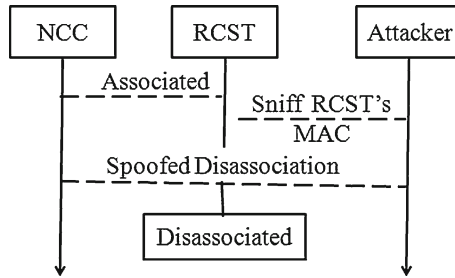 NCC
RCST
Attacker
Associated
Sniff RCST's
MAC
Spoofed Disassociation
Disassociated